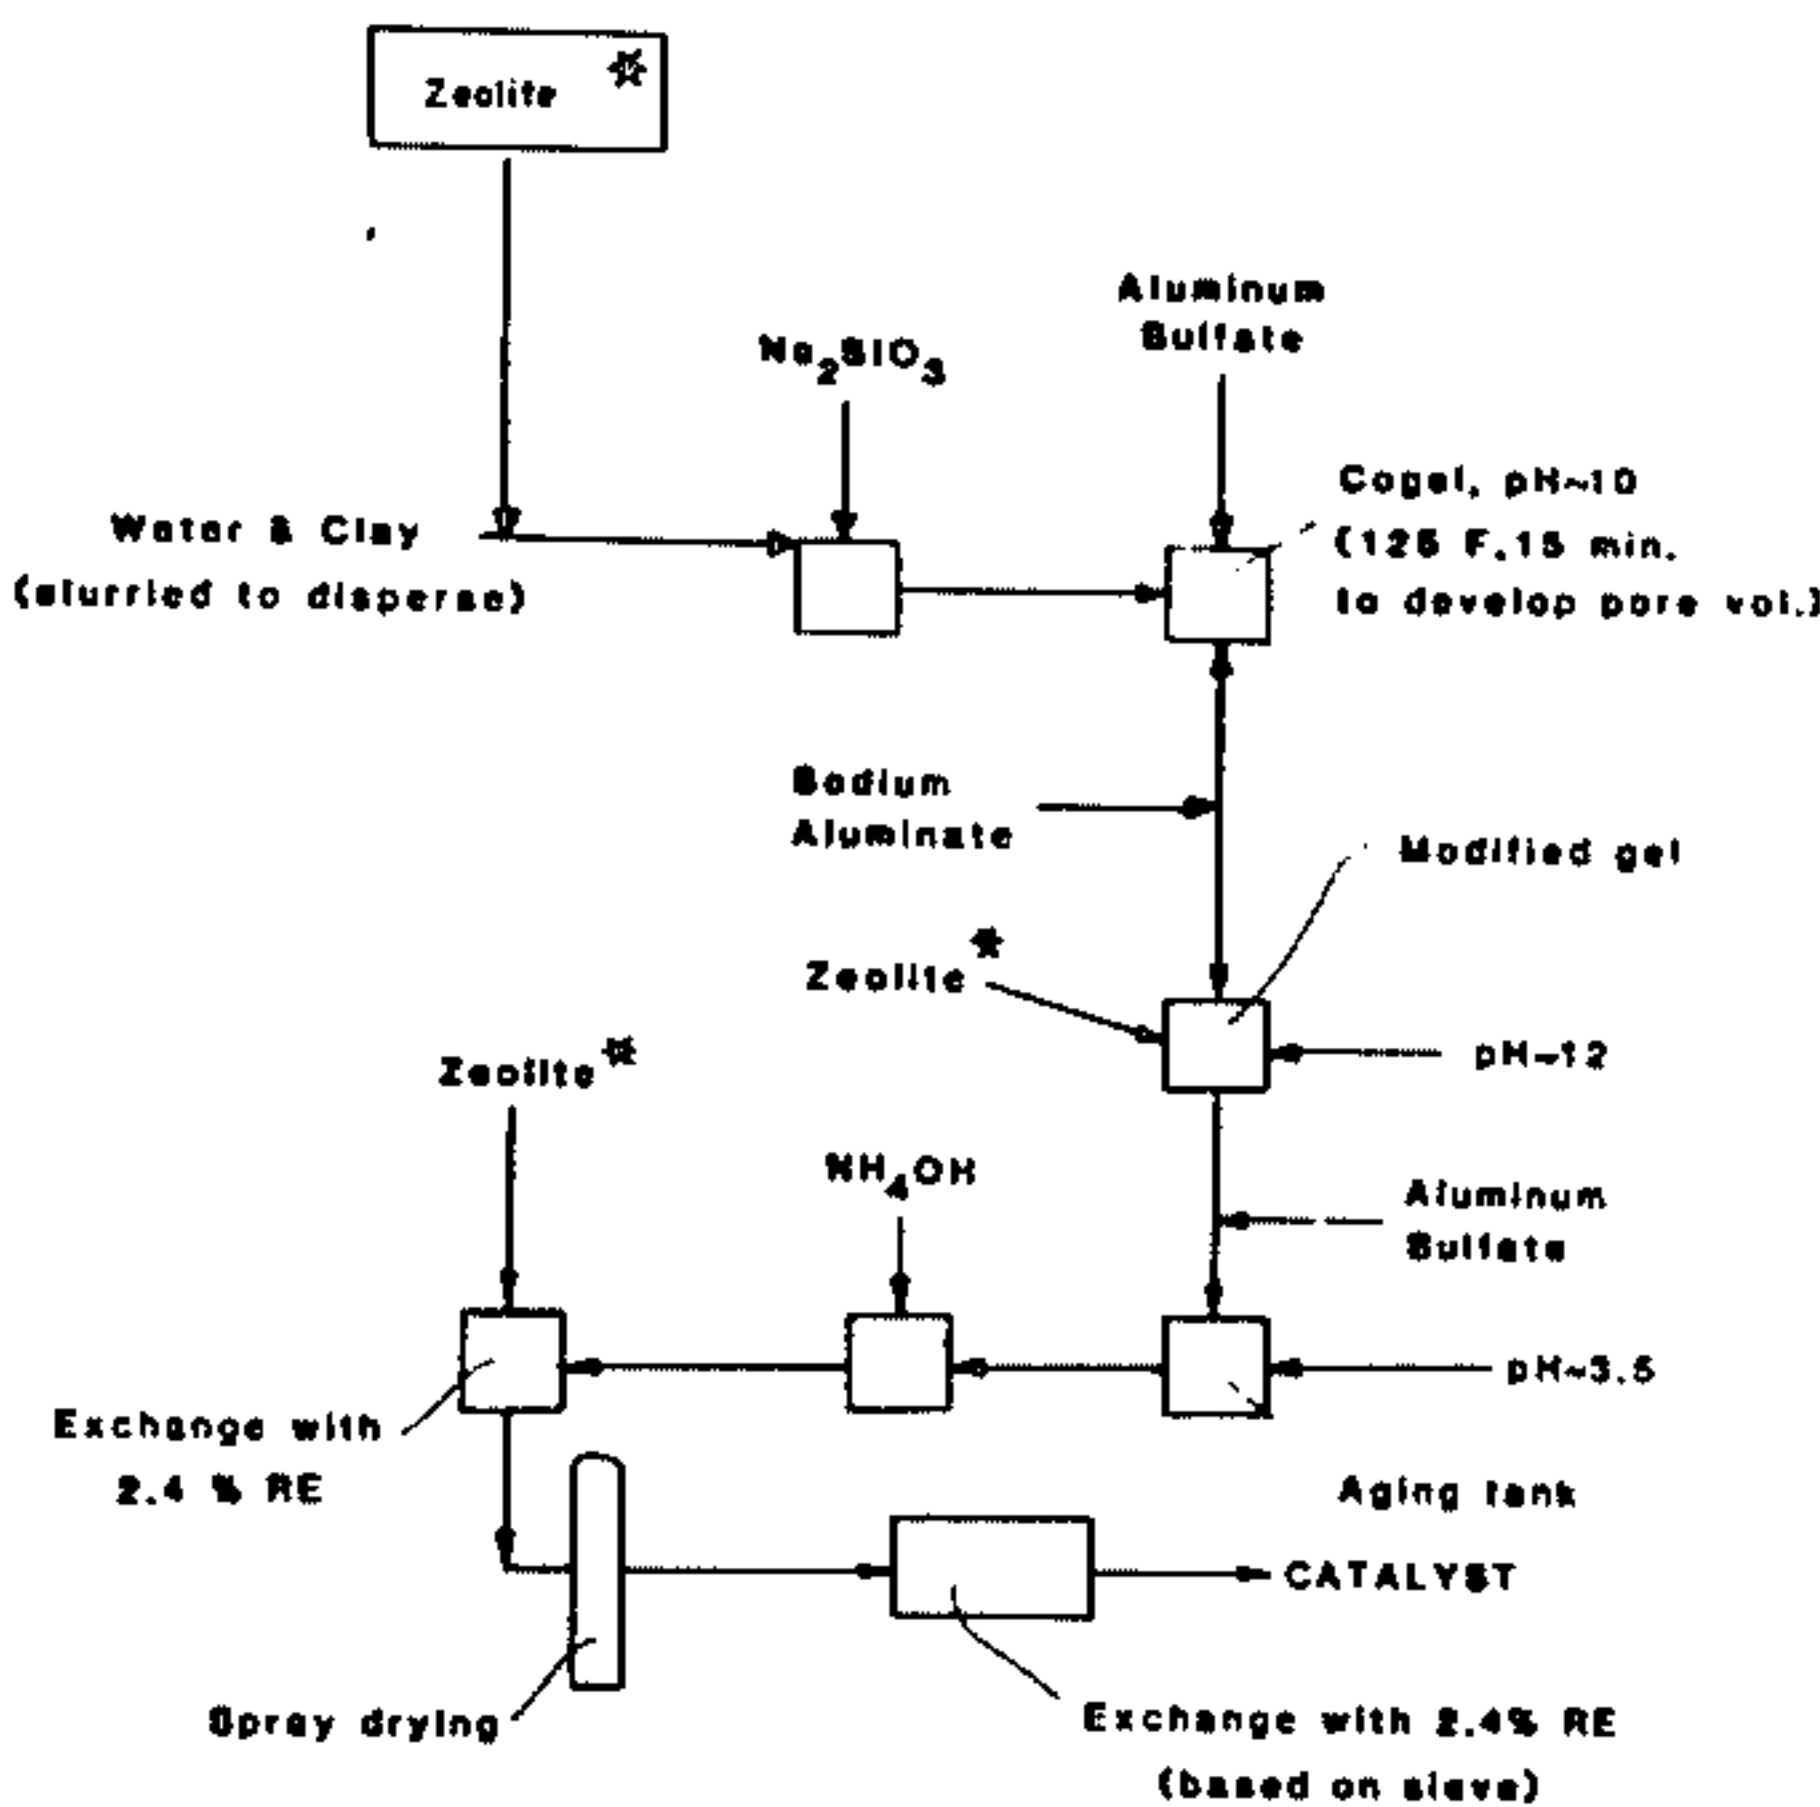 Zeolite *
Aluminum
Sulfate
Na2SiO3
Cogel, pH~10
(125 F.15 min.
to develop pore vol.)
Water & Clay
(slurried to disperse)
Sodium
Aluminate
Modified gel
Zeolite *
pH~12
Zeolite *
NH4OH
Aluminum
Sulfate
pH~3.5
Exchange with
2.4 % RE
Aging tank
CATALYST
Spray drying
Exchange with 2.4% RE
(based on sieve)